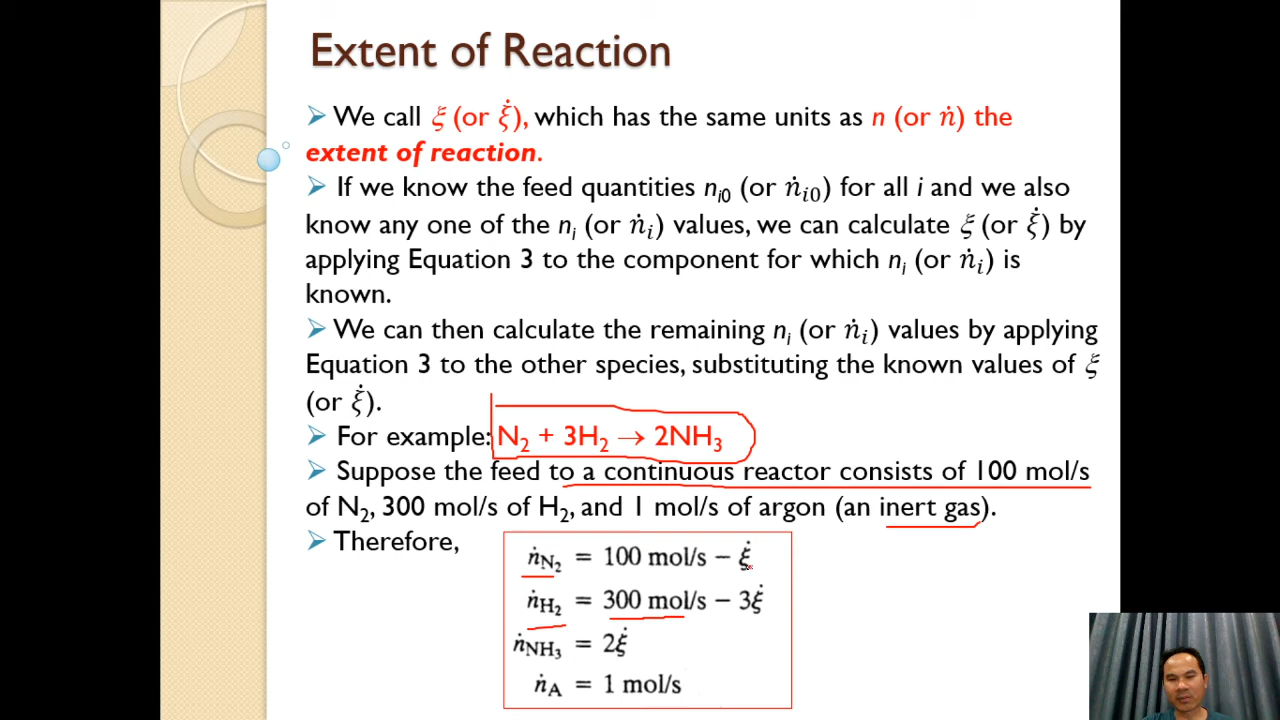 Extent of Reaction
➢ We call ξ (or ξ̇), which has the same units as n (or ṅ) the
extent of reaction.
➢ If we know the feed quantities nᵢ₀ (or ṅᵢ₀) for all i and we also
know any one of the nᵢ (or ṅᵢ) values, we can calculate ξ (or ξ̇) by
applying Equation 3 to the component for which nᵢ (or ṅᵢ) is
known.
➢ We can then calculate the remaining nᵢ (or ṅᵢ) values by applying
Equation 3 to the other species, substituting the known values of ξ
(or ξ̇).
➢ For example: N₂ + 3H₂ → 2NH₃
➢ Suppose the feed to a continuous reactor consists of 100 mol/s
of N₂, 300 mol/s of H₂, and 1 mol/s of argon (an inert gas).
➢ Therefore,
ṅN₂ = 100 mol/s − ξ̇
ṅH₂ = 300 mol/s − 3ξ̇
ṅNH₃ = 2ξ̇
ṅA = 1 mol/s